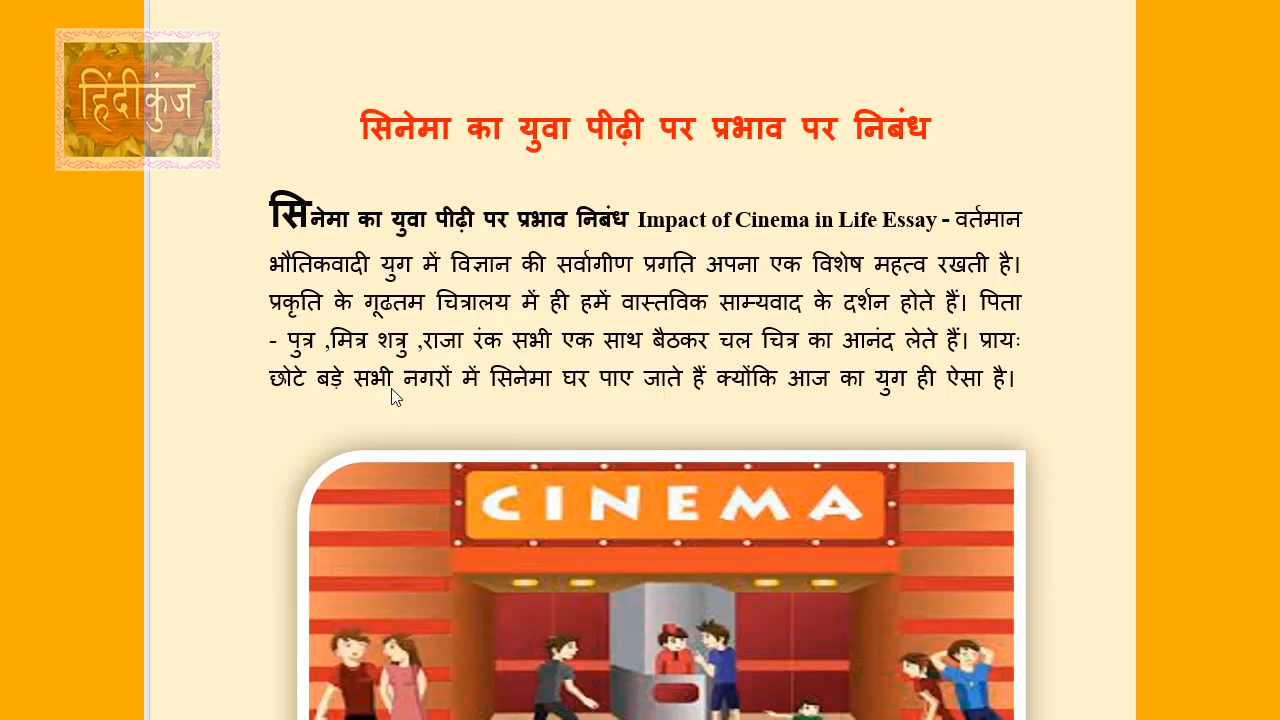 हिंदीकुंज
सिनेमा का युवा पीढ़ी पर प्रभाव पर निबंध
सिनेमा का युवा पीढ़ी पर प्रभाव निबंध Impact of Cinema in Life Essay - वर्तमान
भौतिकवादी युग में विज्ञान की सर्वागीण प्रगति अपना एक विशेष महत्व रखती है।
प्रकृति के गूढतम चित्रालय में ही हमें वास्तविक साम्यवाद के दर्शन होते हैं। पिता
- पुत्र ,मित्र शत्रु ,राजा रंक सभी एक साथ बैठकर चल चित्र का आनंद लेते हैं। प्रायः
छोटे बड़े सभी नगरों में सिनेमा घर पाए जाते हैं क्योंकि आज का युग ही ऐसा है।
CINEMA